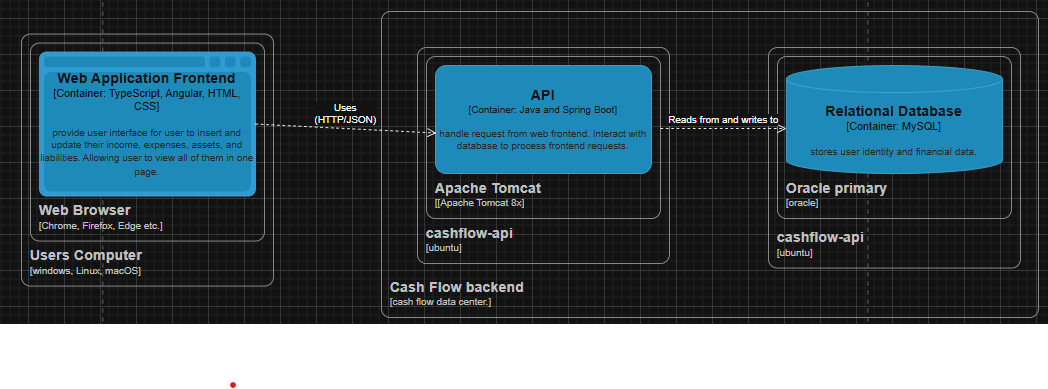 Web Application Frontend
[Container: TypeScript, Angular, HTML,
CSS]
provide user interface for user to insert and
update their income, expenses, assets, and
liabilities. Allowing user to view all of them in one
page.
Web Browser
[Chrome, Firefox, Edge etc.]
Users Computer
[windows, Linux, macOS]
Uses
(HTTP/JSON)
API
[Container: Java and Spring Boot]
handle request from web frontend. Interact with
database to process frontend requests.
Apache Tomcat
[[Apache Tomcat 8x]
cashflow-api
[ubuntu]
Reads from and writes to
Relational Database
[Container: MySQL]
stores user identity and financial data.
Oracle primary
[oracle]
cashflow-api
[ubuntu]
Cash Flow backend
[cash flow data center.]